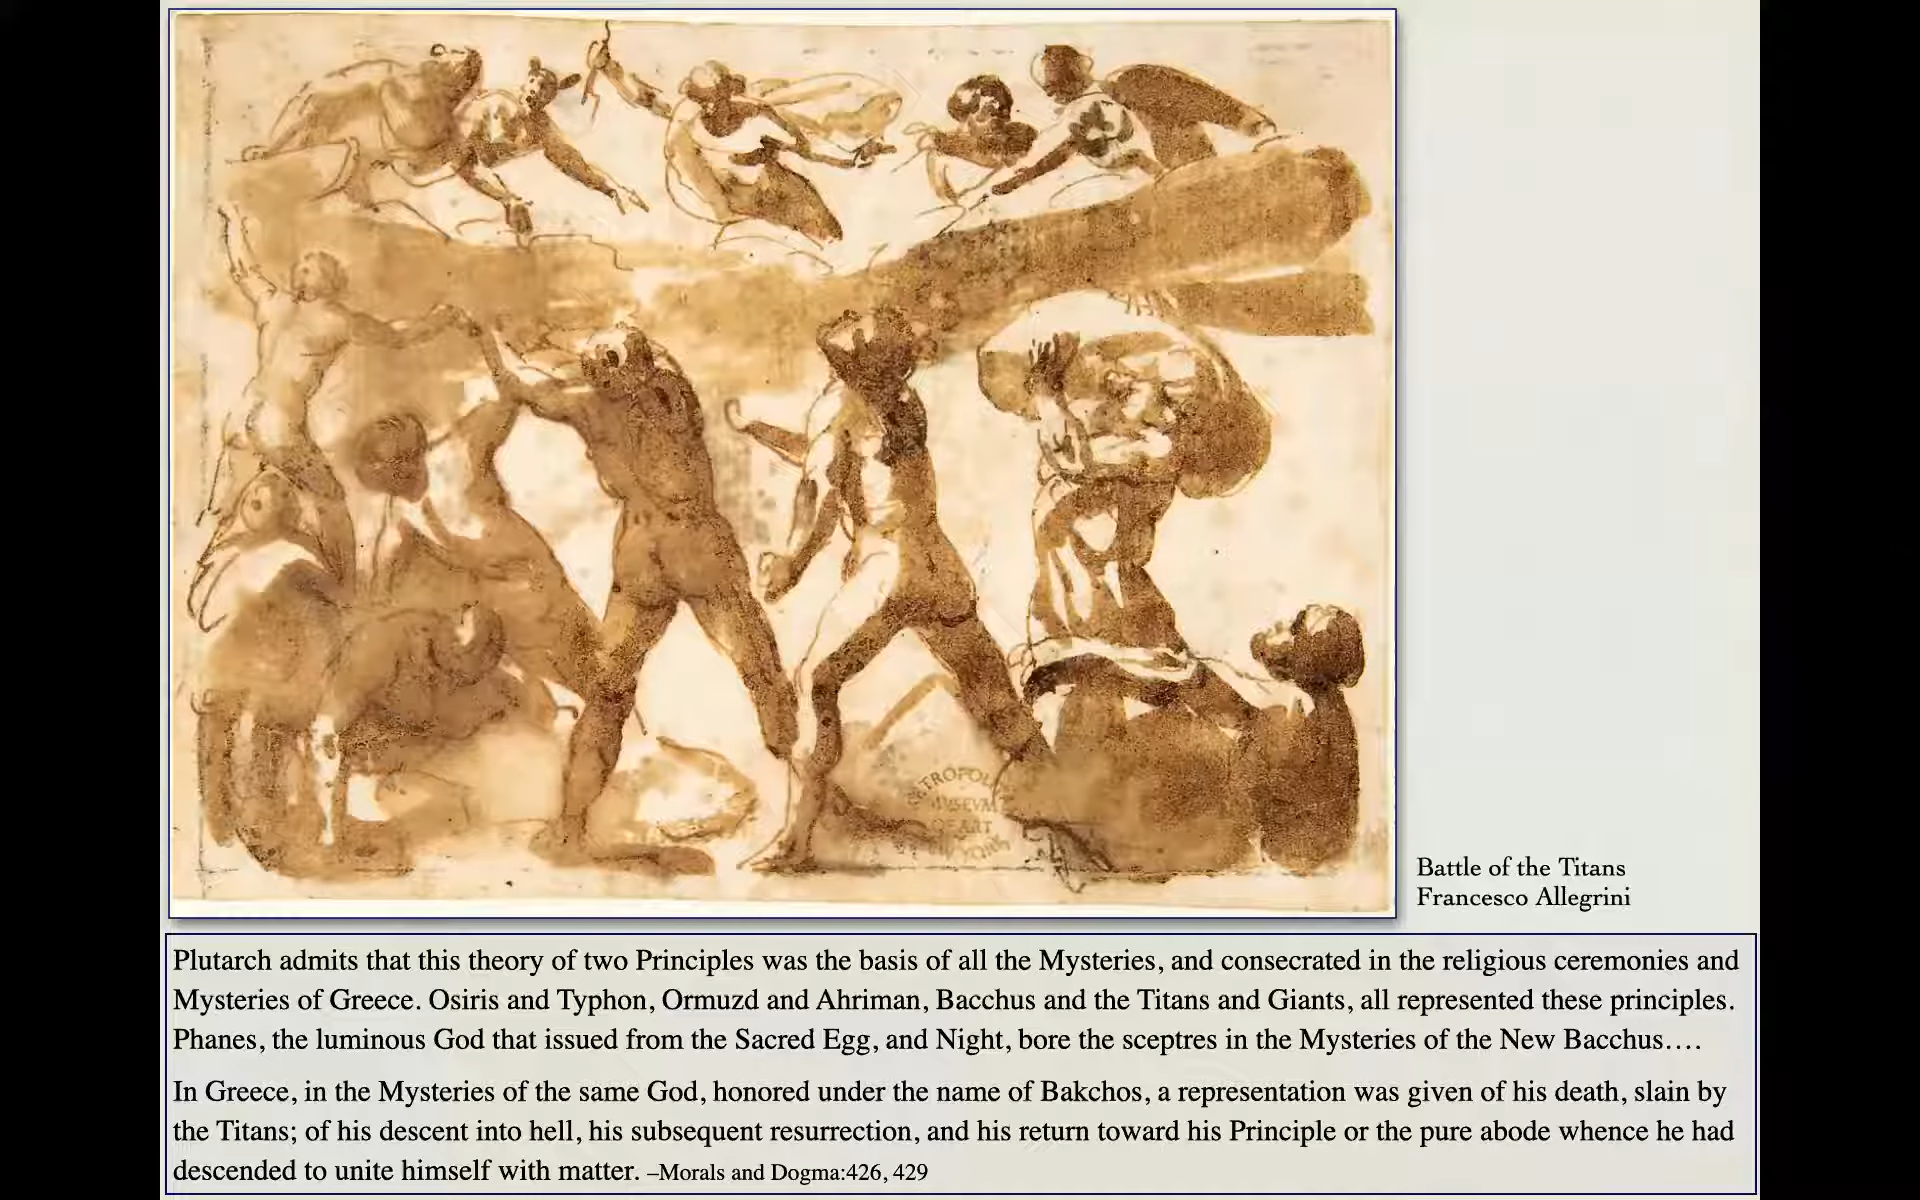 Battle of the Titans
Francesco Allegrini
Plutarch admits that this theory of two Principles was the basis of all the Mysteries, and consecrated in the religious ceremonies and
Mysteries of Greece. Osiris and Typhon, Ormuzd and Ahriman, Bacchus and the Titans and Giants, all represented these principles.
Phanes, the luminous God that issued from the Sacred Egg, and Night, bore the sceptres in the Mysteries of the New Bacchus....
In Greece, in the Mysteries of the same God, honored under the name of Bakchos, a representation was given of his death, slain by
the Titans; of his descent into hell, his subsequent resurrection, and his return toward his Principle or the pure abode whence he had
descended to unite himself with matter. –Morals and Dogma:426, 429